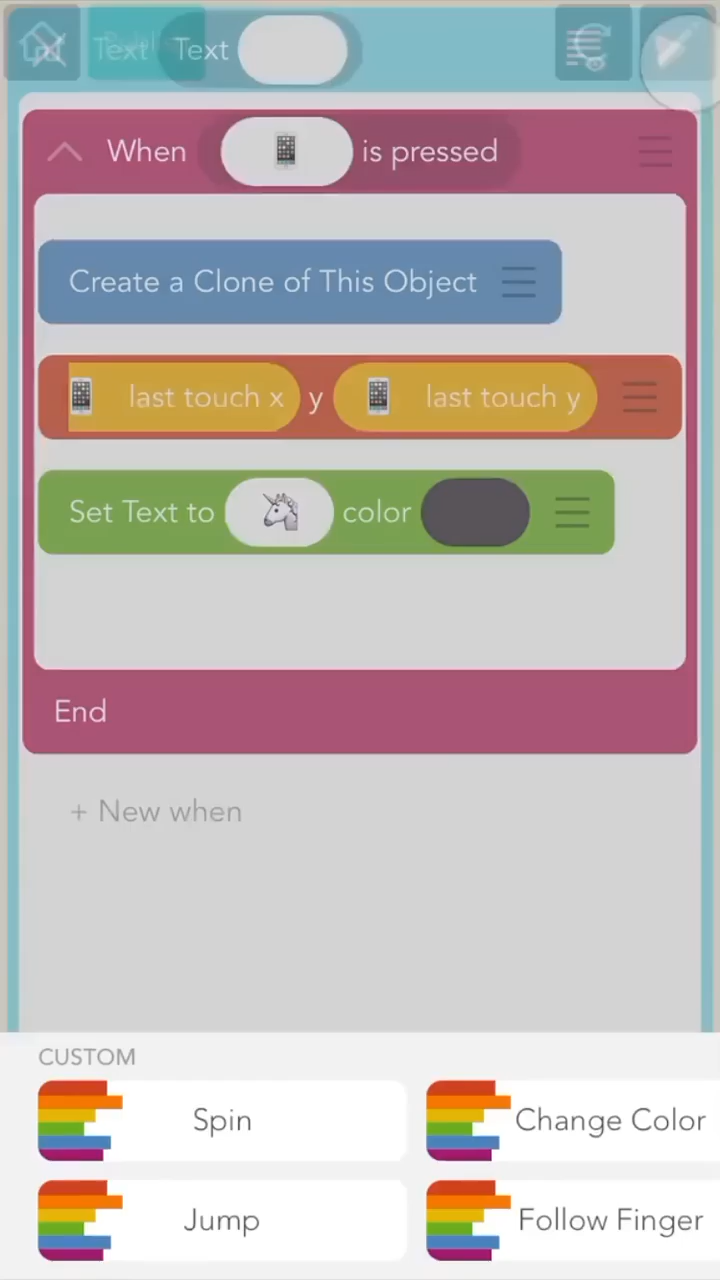 Text Text
When is pressed
Create a Clone of This Object
last touch x y last touch y
Set Text to color
End
+ New when
CUSTOM
Spin Change Color
Jump Follow Finger